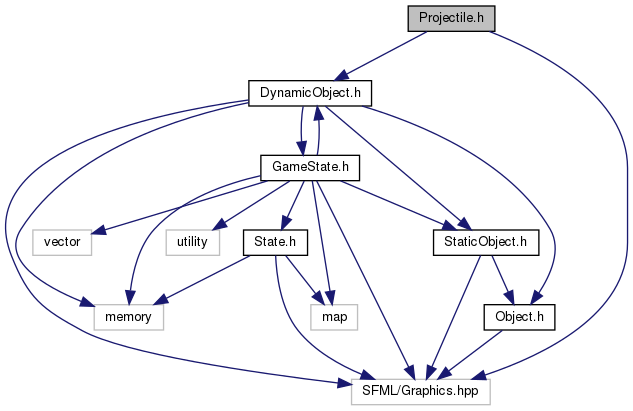 Projectile.h
DynamicObject.h
GameState.h
vector
utility
State.h
StaticObject.h
memory
map
Object.h
SFML/Graphics.hpp